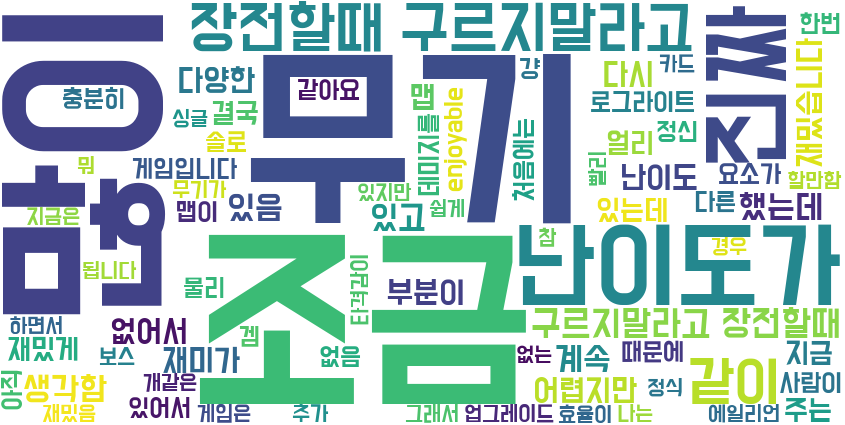 장전할때 구르지말라고
한번
이
무기
진짜
충분히
다양한
같아요
걍
다시
카드
싱글
결국
맵
로그라이트
재밌습니다
솔로
데미지를
enjoyable
처음에는
얼리
정신
뭐
게임입니다
빨리
난이도
요소가
할만함
무기가
있지만
지금은
맵이
있음
있고
쉽게
있는데
다른
했는데
험
원
조금
난이도가
참
경우
됩니다
물리
타격감이
부분이
하면서
없어서
겜
구르지말라고 장전할때
재밌게
보스
재미가
없음
없는
계속
때문에
지금
아직
생각함
개같은
어렵지만
정식
같이
사람이
재밌음
있어서
게임은
추가
그래서
업그레이드
효율이
나는
에일리언
주는